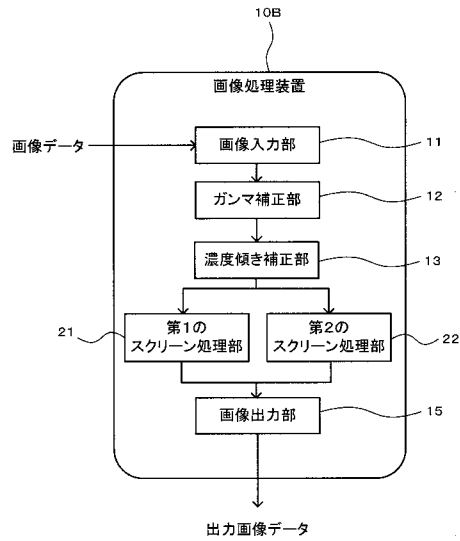 10B
画像処理装置
画像データ
画像入力部
11
ガンマ補正部
12
濃度傾き補正部
13
21
第1の
スクリーン処理部
第2の
スクリーン処理部
22
画像出力部
15
出力画像データ